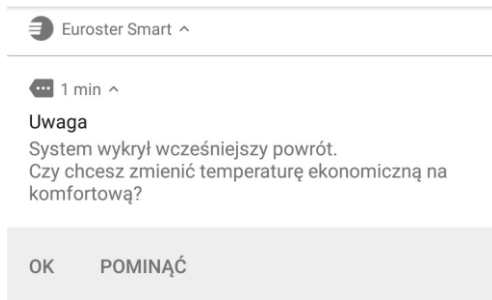 Euroster Smart
1 min
Uwaga
System wykrył wcześniejszy powrót.
Czy chcesz zmienić temperaturę ekonomiczną na
komfortową?
OK POMINĄĆ